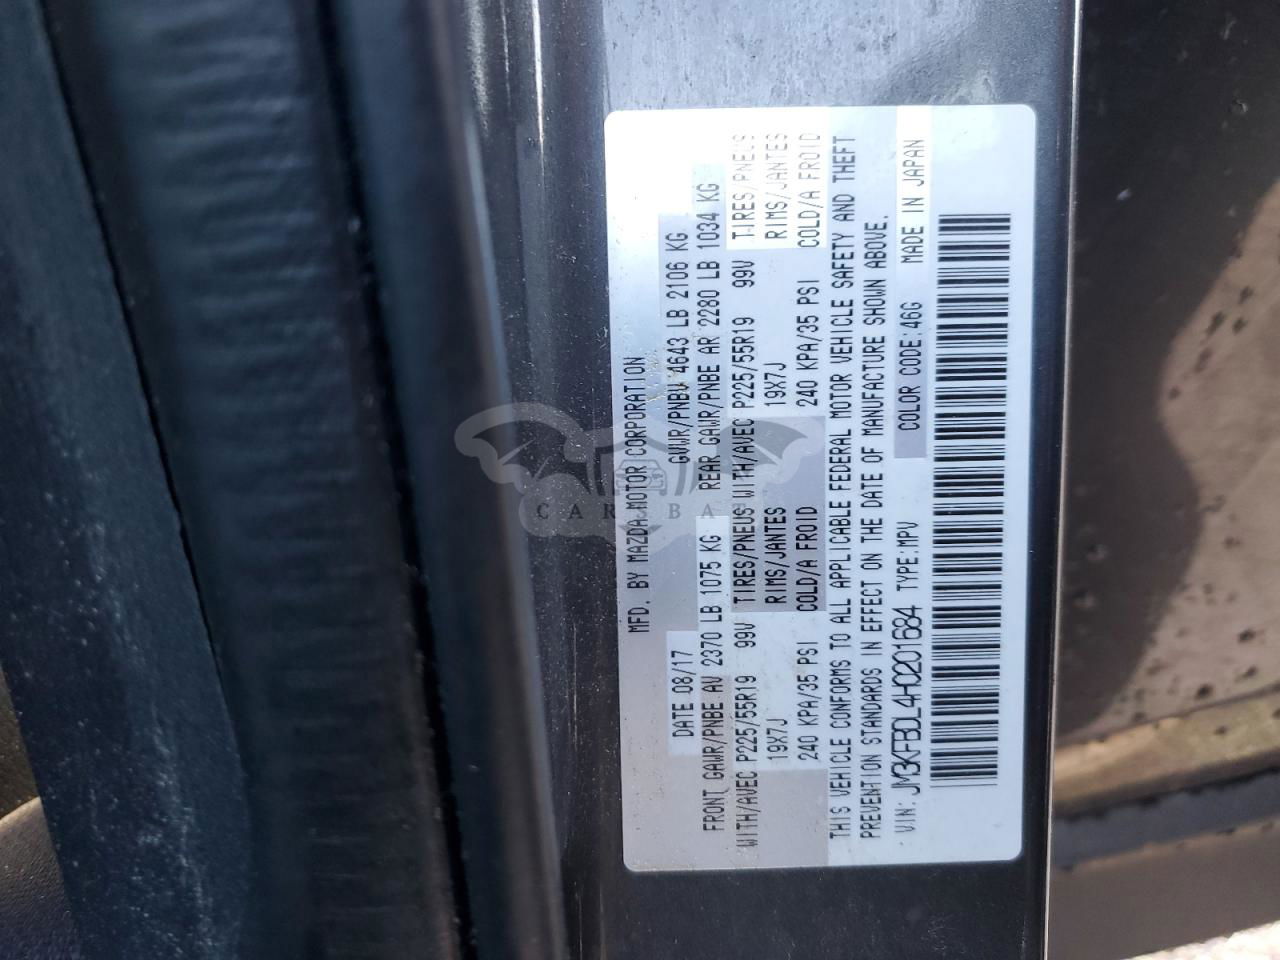 MFD. BY MAZDA MOTOR CORPORATION
DATE 08/17 GVWR/PNBV 4643 LB 2106 KG
FRONT GAWR/PNBE AV 2370 LB 1075 KG REAR GAWR/PNBE AR 2280 LB 1034 KG
WITH/AVEC P225/55R19 99V TIRES/PNEUS WITH/AVEC P225/55R19 99V TIRES/PNEUS
19X7J RIMS/JANTES 19X7J RIMS/JANTES
240 KPA/35 PSI COLD/A FROID 240 KPA/35 PSI COLD/A FROID
THIS VEHICLE CONFORMS TO ALL APPLICABLE FEDERAL MOTOR VEHICLE SAFETY AND THEFT
PREVENTION STANDARDS IN EFFECT ON THE DATE OF MANUFACTURE SHOWN ABOVE.
VIN: JM3KFBDL4H0201684 TYPE:MPV COLOR CODE:46G MADE IN JAPAN